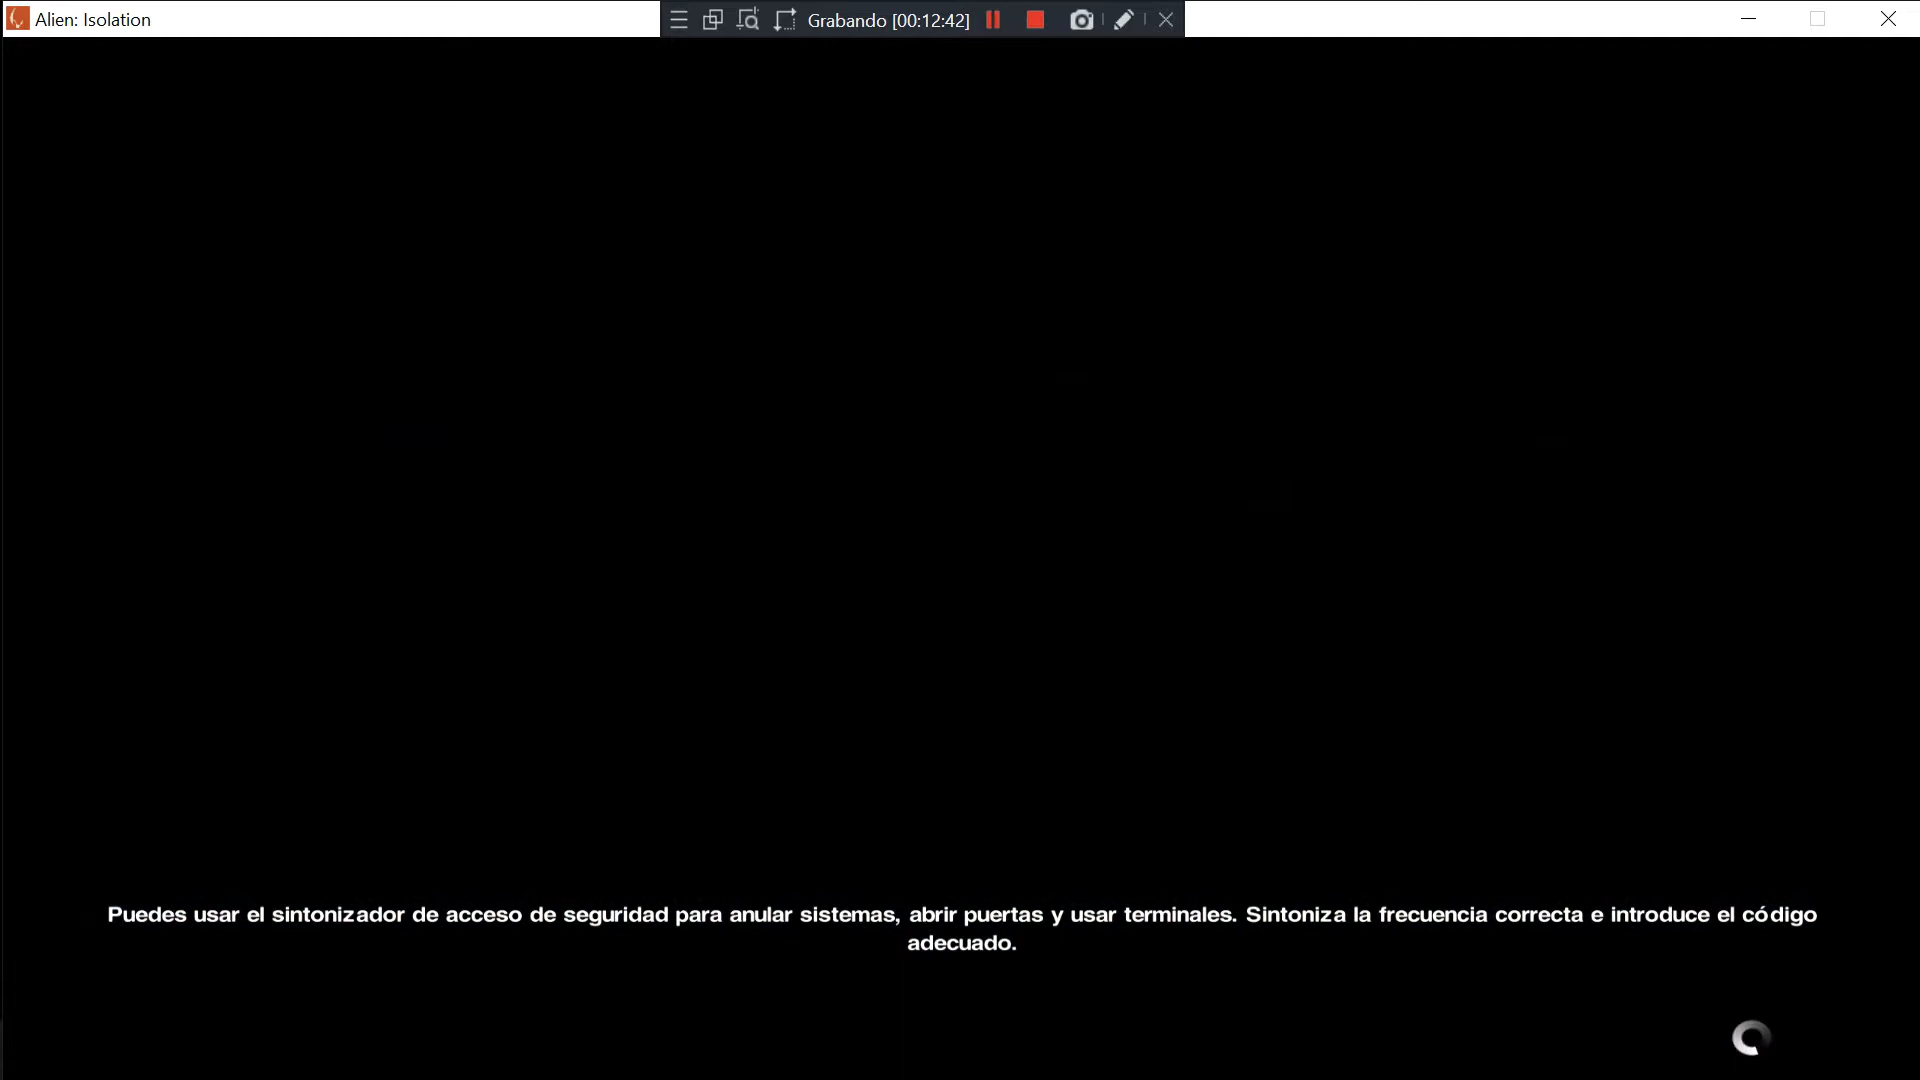 Alien: Isolation
Grabando [00:12:42]
Puedes usar el sintonizador de acceso de seguridad para anular sistemas, abrir puertas y usar terminales. Sintoniza la frecuencia correcta e introduce el código
adecuado.